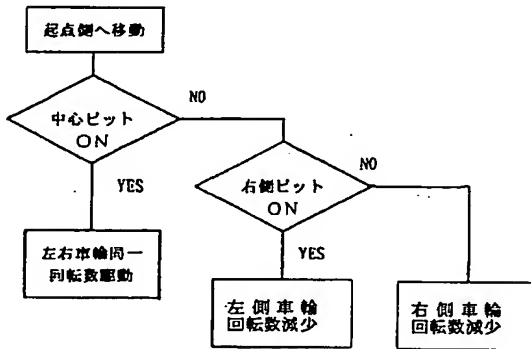 起点側へ移動
中心ビット
ON
NO
YES
右側ビット
ON
NO
YES
左右車輪同一
回転数駆動
左側車輪
回転数減少
右側車輪
回転数減少